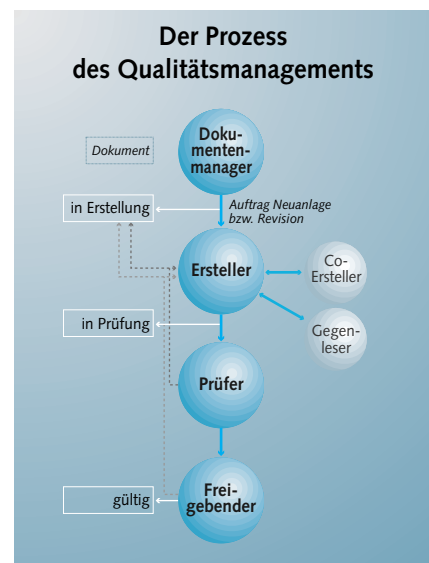 Der Prozess
des Qualitätsmanagements
Doku-
menten-
manager
Dokument
in Erstellung
Auftrag Neuanlage
bzw. Revision
Ersteller
Co-
Ersteller
in Prüfung
Gegen-
leser
Prüfer
gültig
Frei-
gebender